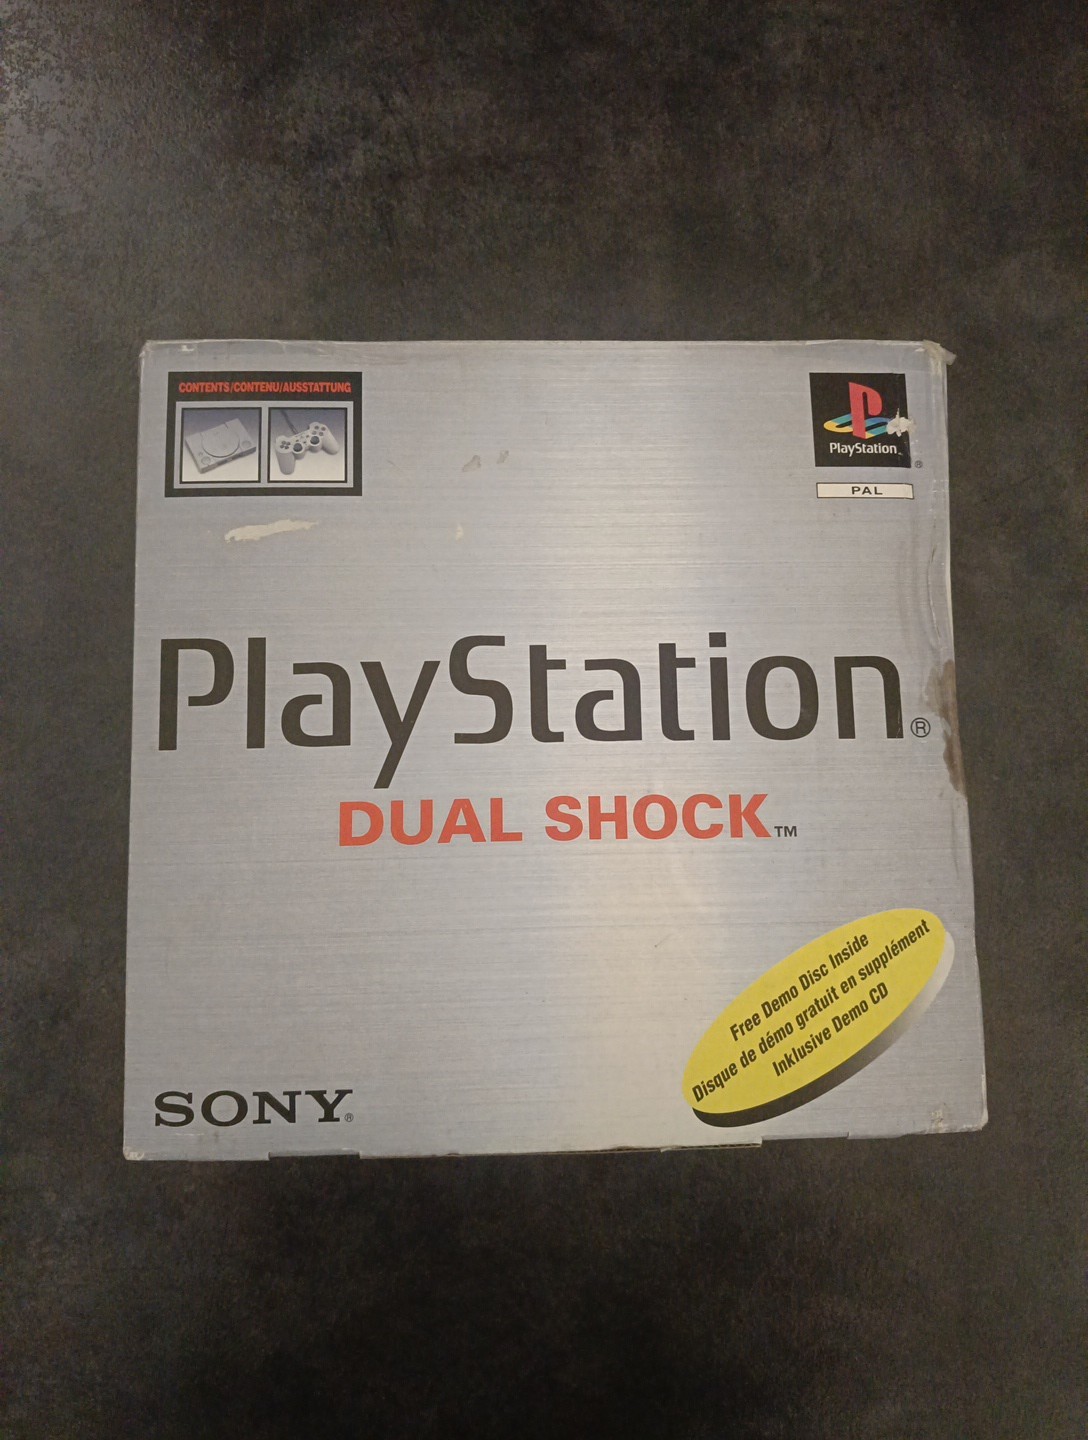 CONTENTS/CONTENU/AUSSTATTUNG
PlayStation™
®
PAL
PlayStation®
DUAL SHOCK™
Free Demo Disc Inside
Disque de démo gratuit en supplément
Inklusive Demo CD
SONY®